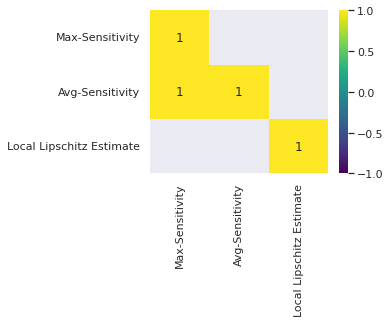 Max-Sensitivity
Avg-Sensitivity
Local Lipschitz Estimate
1
1 1
1
1.0
0.5
0.0
−0.5
−1.0
Max-Sensitivity
Avg-Sensitivity
Local Lipschitz Estimate